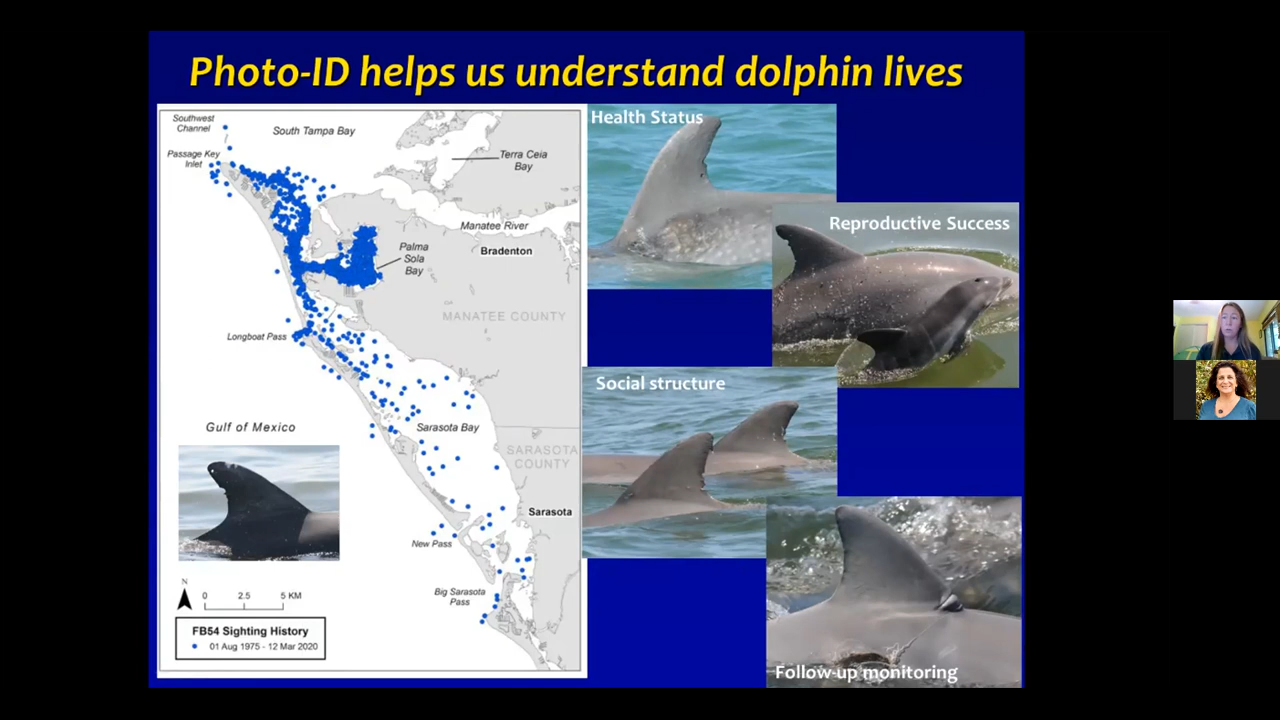 Photo-ID helps us understand dolphin lives
Southwest
Channel
South Tampa Bay
Passage Key
Inlet
Terra Ceia
Bay
Manatee River
Bradenton
Palma
Sola
Bay
MANATEE COUNTY
Longboat Pass
Gulf of Mexico
Sarasota Bay
SARASOTA
COUNTY
Sarasota
New Pass
Big Sarasota
Pass
N
0 2.5 5 KM
FB54 Sighting History
01 Aug 1975 - 12 Mar 2020
Health Status
Reproductive Success
Social structure
Follow-up monitoring